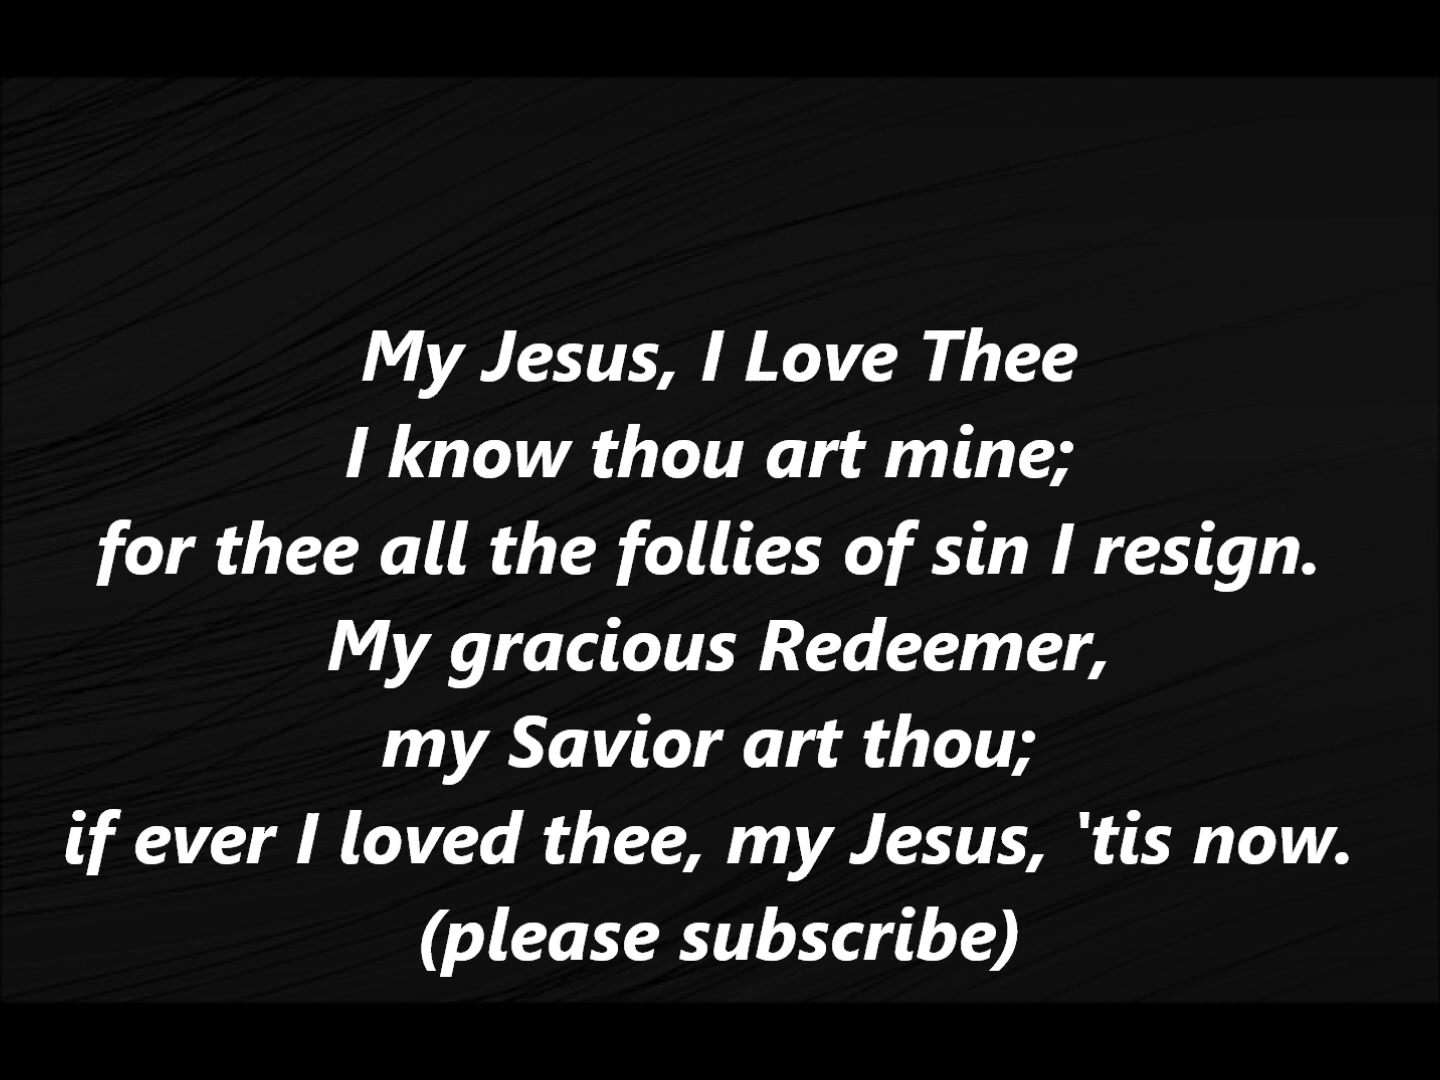 My Jesus, I Love Thee
I know thou art mine;
for thee all the follies of sin I resign.
My gracious Redeemer,
my Savior art thou;
if ever I loved thee, my Jesus, 'tis now.
(please subscribe)